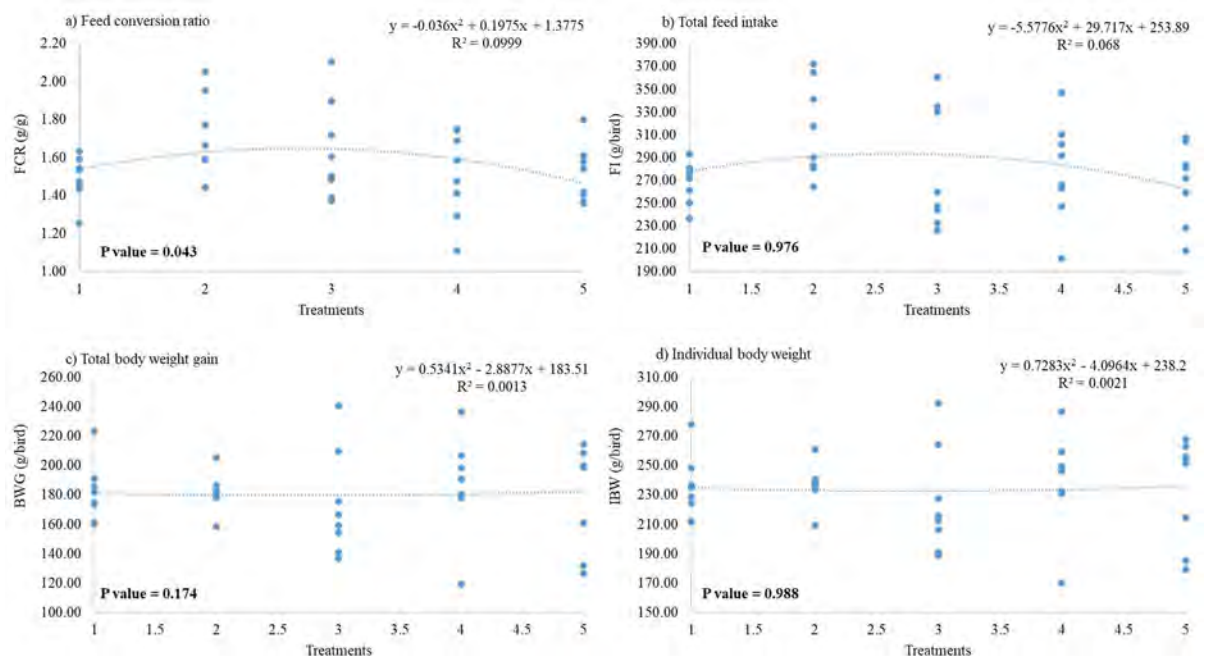 a) Feed conversion ratio
y = -0.036x² + 0.1975x + 1.3775
R² = 0.0999
2.20
2.00
1.80
1.60
1.40
1.20
1.00
FCR (g/g)
P value = 0.043
1 1.5 2 2.5 3 3.5 4 4.5 5
Treatments
b) Total feed intake
y = -5.5776x² + 29.717x + 253.89
R² = 0.068
390.00
370.00
350.00
330.00
310.00
290.00
270.00
250.00
230.00
210.00
190.00
FI (g/bird)
P value = 0.976
1 1.5 2 2.5 3 3.5 4 4.5 5
Treatments
c) Total body weight gain
y = 0.5341x² - 2.8877x + 183.51
R² = 0.0013
260.00
240.00
220.00
200.00
180.00
160.00
140.00
120.00
100.00
BWG (g/bird)
P value = 0.174
1 1.5 2 2.5 3 3.5 4 4.5 5
Treatments
d) Individual body weight
y = 0.7283x² - 4.0964x + 238.2
R² = 0.0021
310.00
290.00
270.00
250.00
230.00
210.00
190.00
170.00
150.00
IBW (g/bird)
P value = 0.988
1 1.5 2 2.5 3 3.5 4 4.5 5
Treatments